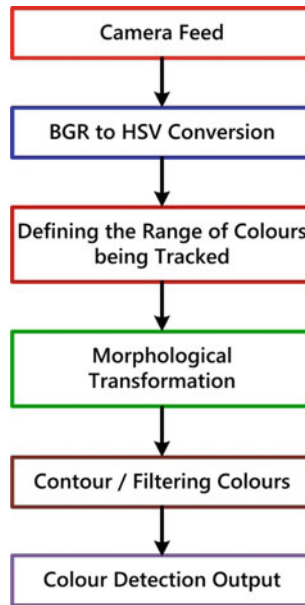 Camera Feed
BGR to HSV Conversion
Defining the Range of Colours
being Tracked
Morphological
Transformation
Contour / Filtering Colours
Colour Detection Output